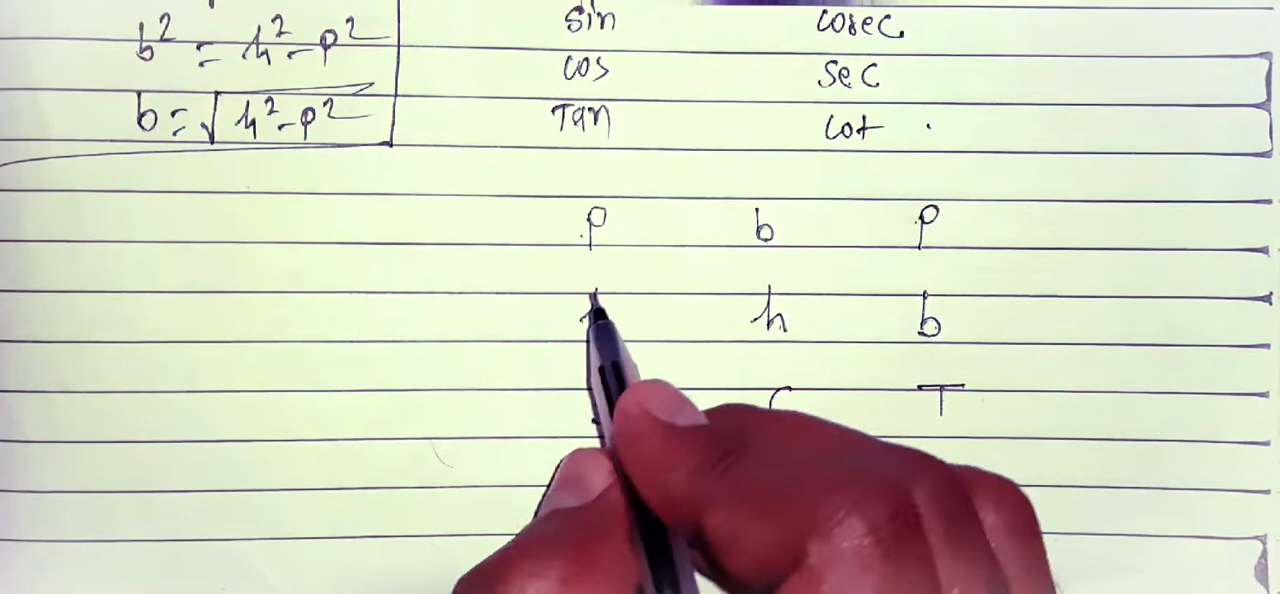 b² = h²-p²
b = √h²-p²
sin cosec
cos sec
Tan cot .
p b p
h b
T